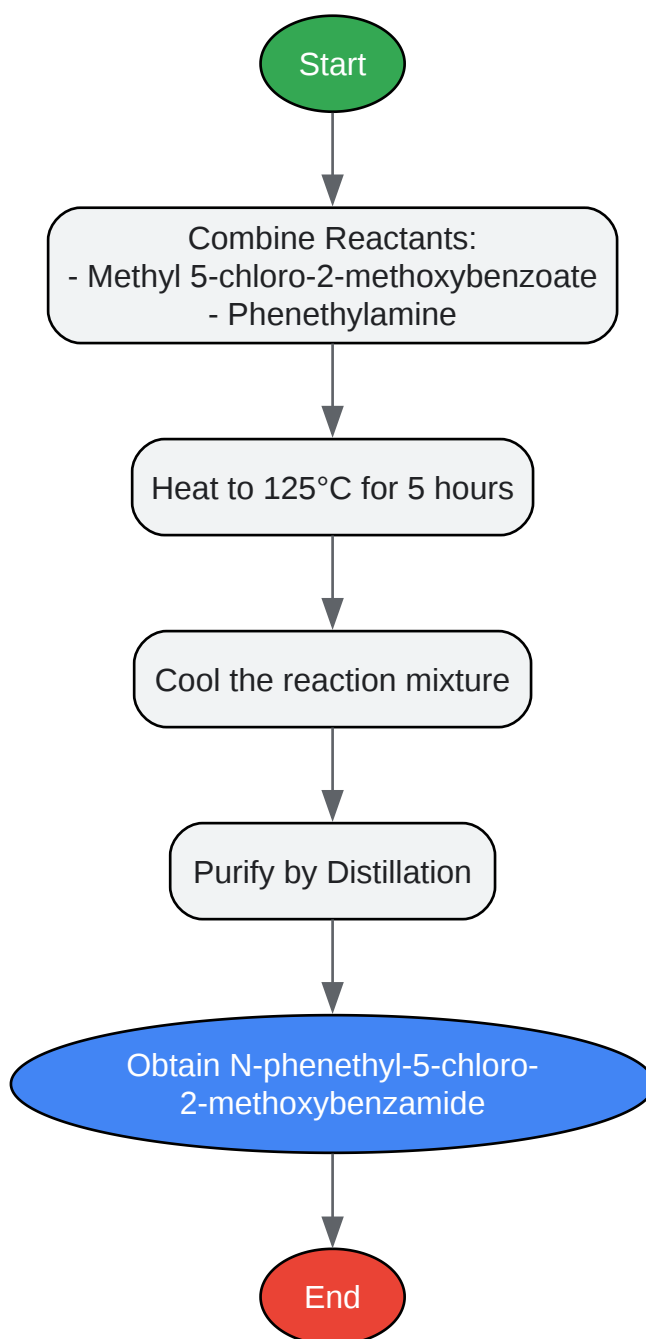 Start
Combine Reactants:
- Methyl 5-chloro-2-methoxybenzoate
- Phenethylamine
Heat to 125°C for 5 hours
Cool the reaction mixture
Purify by Distillation
Obtain N-phenethyl-5-chloro-
2-methoxybenzamide
End